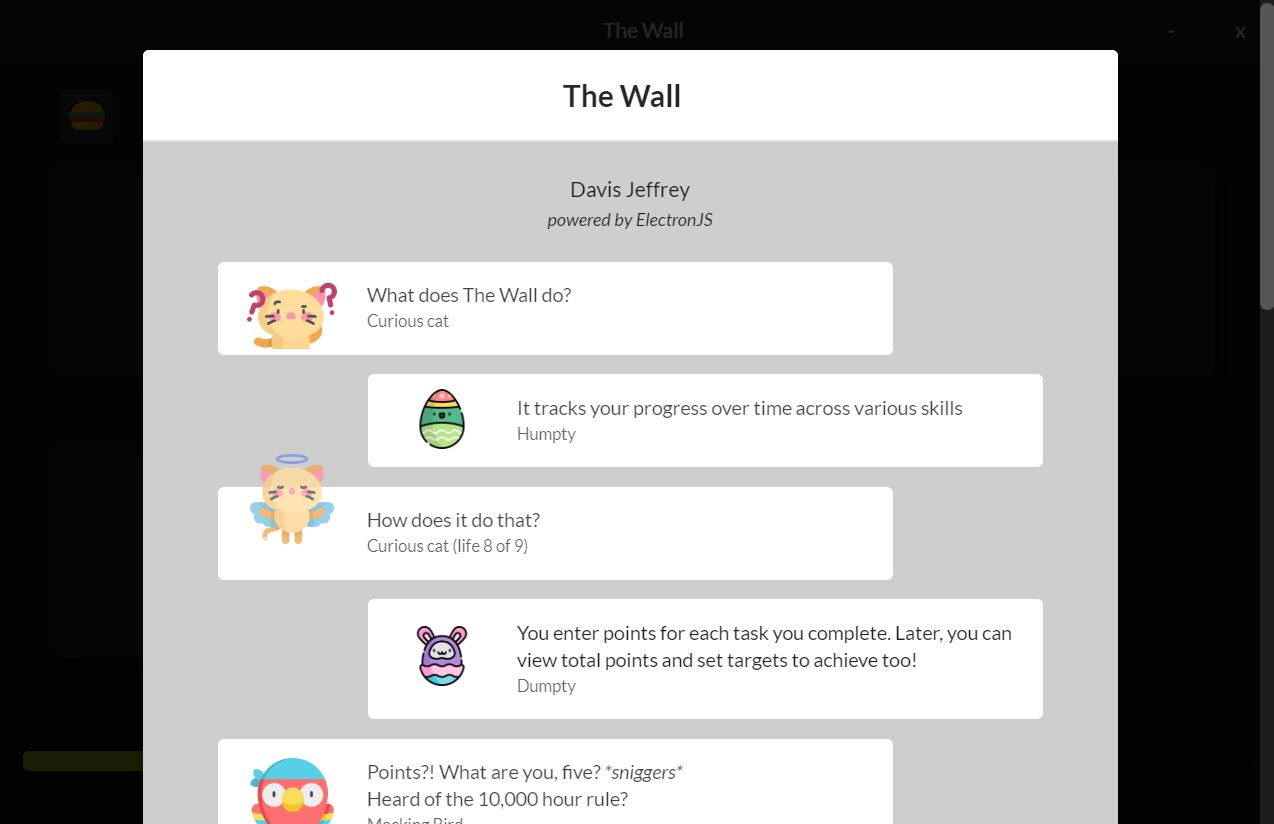 The Wall
-
x
The Wall
Davis Jeffrey
powered by ElectronJS
What does The Wall do?
Curious cat
It tracks your progress over time across various skills
Humpty
How does it do that?
Curious cat (life 8 of 9)
You enter points for each task you complete. Later, you can
view total points and set targets to achieve too!
Dumpty
Points?! What are you, five? *sniggers*
Heard of the 10,000 hour rule?
Mocking Bird